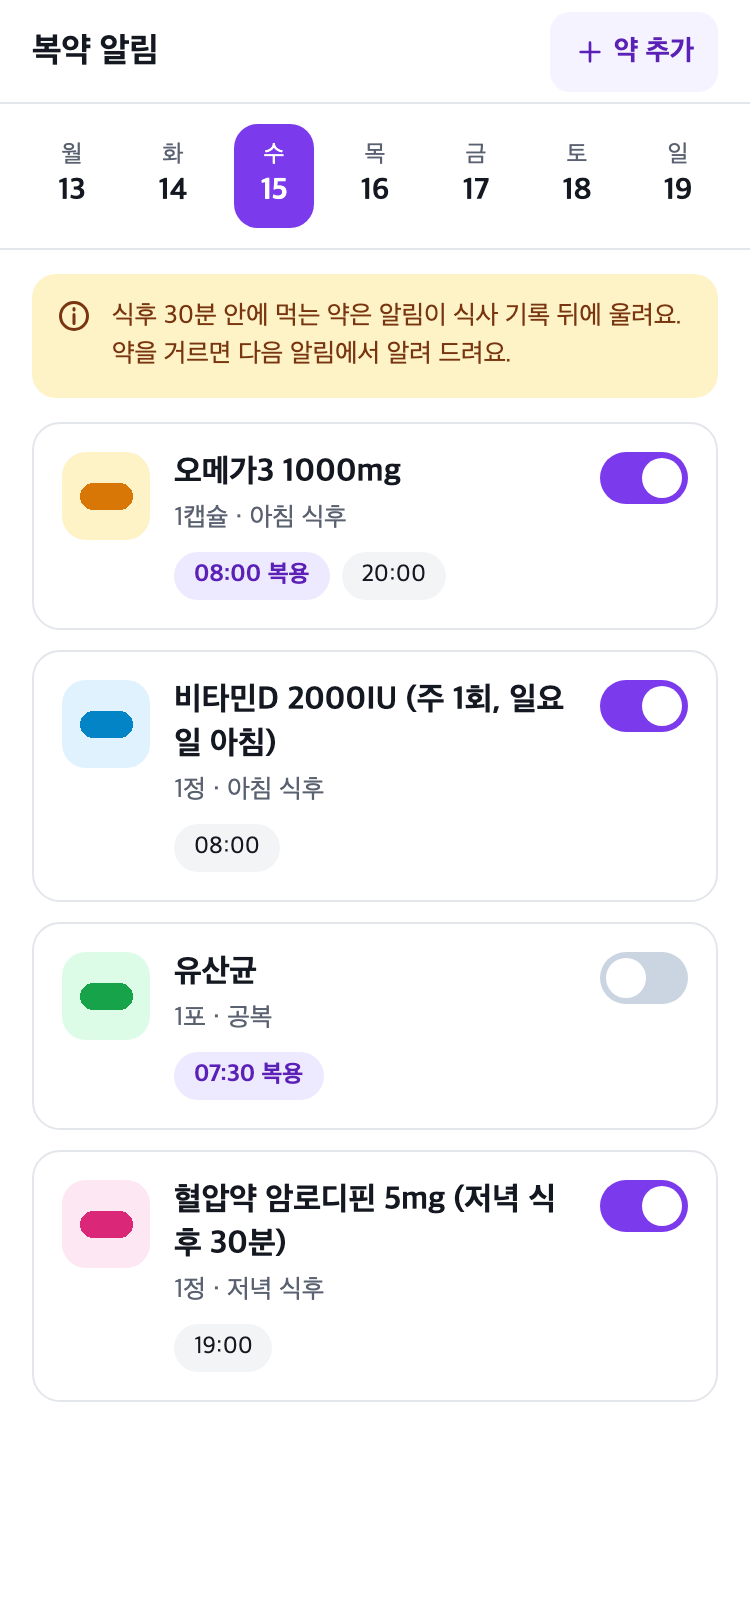 복약 알림
약 추가
월 화 수 목 금 토 일
13 14 15 16 17 18 19
식후 30분 안에 먹는 약은 알림이 식사 기록 뒤에 울려요.
약을 거르면 다음 알림에서 알려 드려요.
오메가3 1000mg
1캡슐 · 아침 식후
08:00 복용 20:00
비타민D 2000IU (주 1회, 일요
일 아침)
1정 · 아침 식후
08:00
유산균
1포 · 공복
07:30 복용
혈압약 암로디핀 5mg (저녁 식
후 30분)
1정 · 저녁 식후
19:00